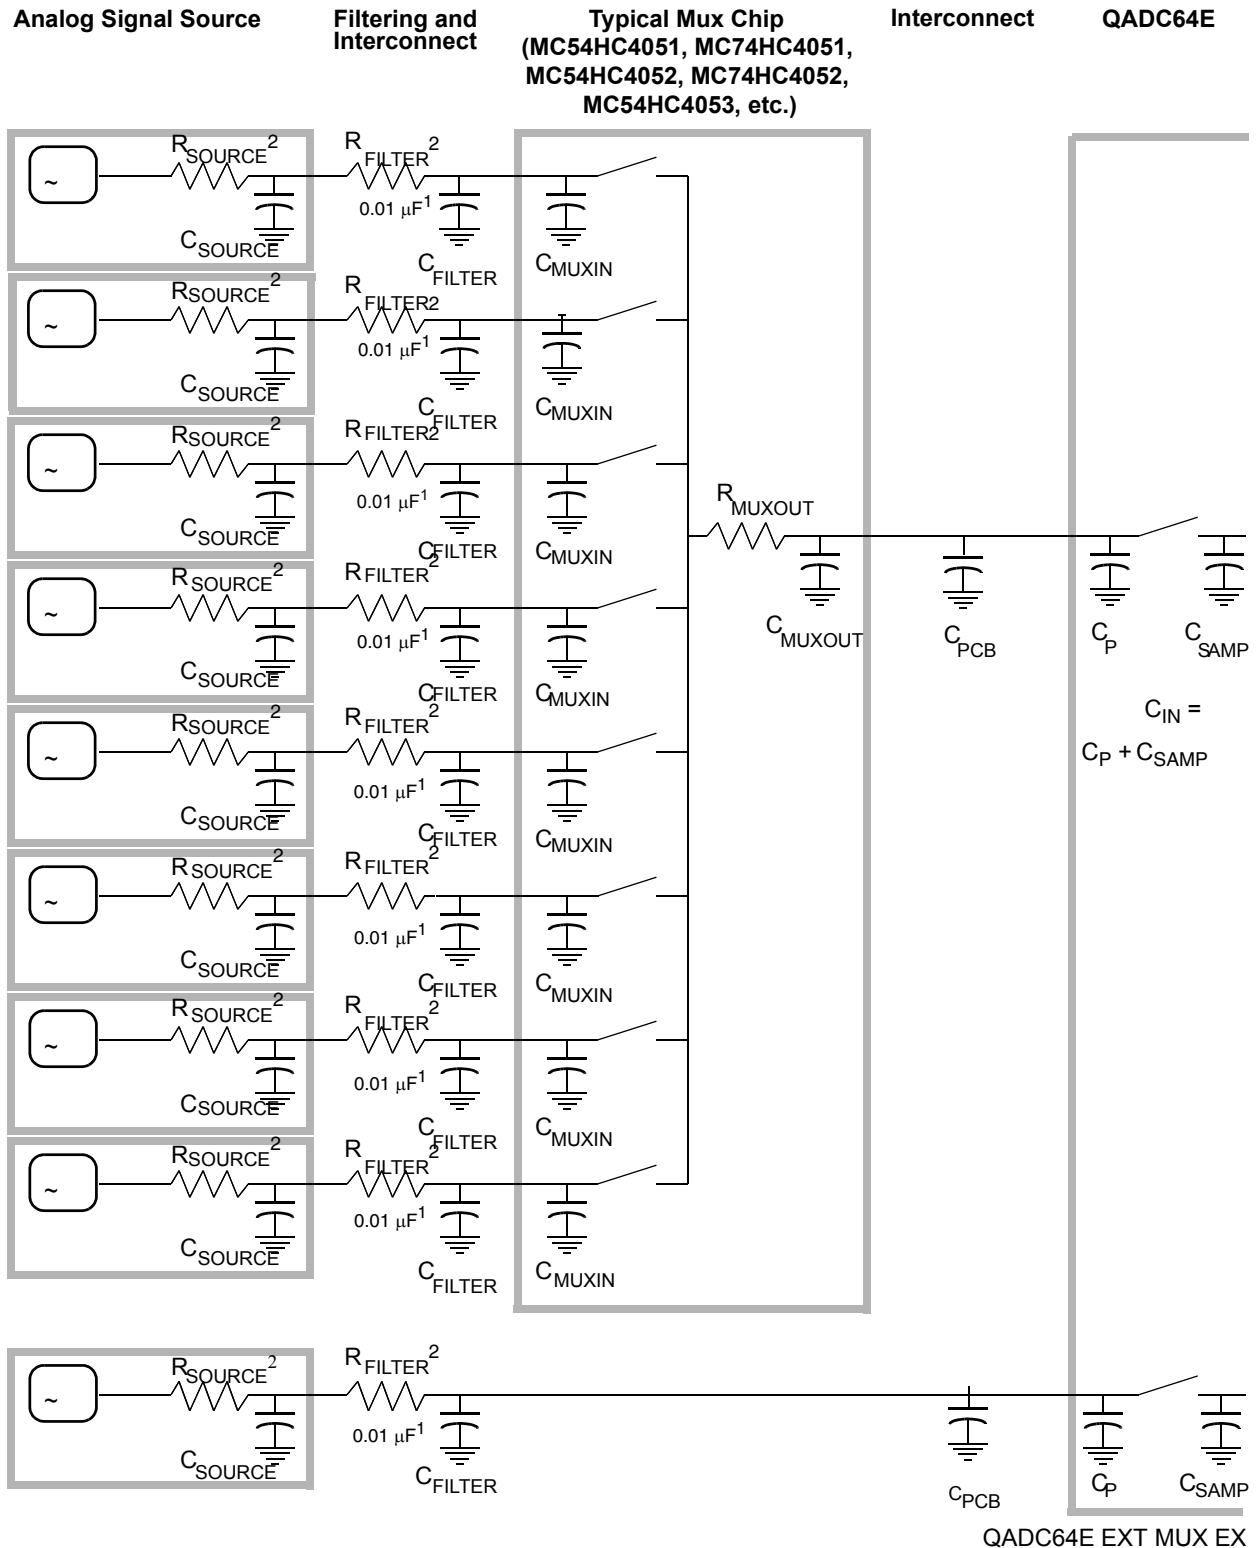 Analog Signal Source
Filtering and
Interconnect
Typical Mux Chip
(MC54HC4051, MC74HC4051,
MC54HC4052, MC74HC4052,
MC54HC4053, etc.)
Interconnect
QADC64E
~
RSOURCE2
CSOURCE
RFILTER2
0.01 μF1
CFILTER
CMUXIN
~
RSOURCE2
CSOURCE
RFILTER2
0.01 μF1
CFILTER
CMUXIN
~
RSOURCE2
CSOURCE
RFILTER2
0.01 μF1
CFILTER
CMUXIN
RMUXOUT
CMUXOUT
CPCB
CP
CSAMP
CIN =
CP + CSAMP
~
RSOURCE2
CSOURCE
RFILTER2
0.01 μF1
CFILTER
CMUXIN
~
RSOURCE2
CSOURCE
RFILTER2
0.01 μF1
CFILTER
CMUXIN
~
RSOURCE2
CSOURCE
RFILTER2
0.01 μF1
CFILTER
CMUXIN
~
RSOURCE2
CSOURCE
RFILTER2
0.01 μF1
CFILTER
CMUXIN
~
RSOURCE2
CSOURCE
RFILTER2
0.01 μF1
CFILTER
CMUXIN
~
RSOURCE2
CSOURCE
RFILTER2
0.01 μF1
CFILTER
CPCB
CP
CSAMP
QADC64E EXT MUX EX